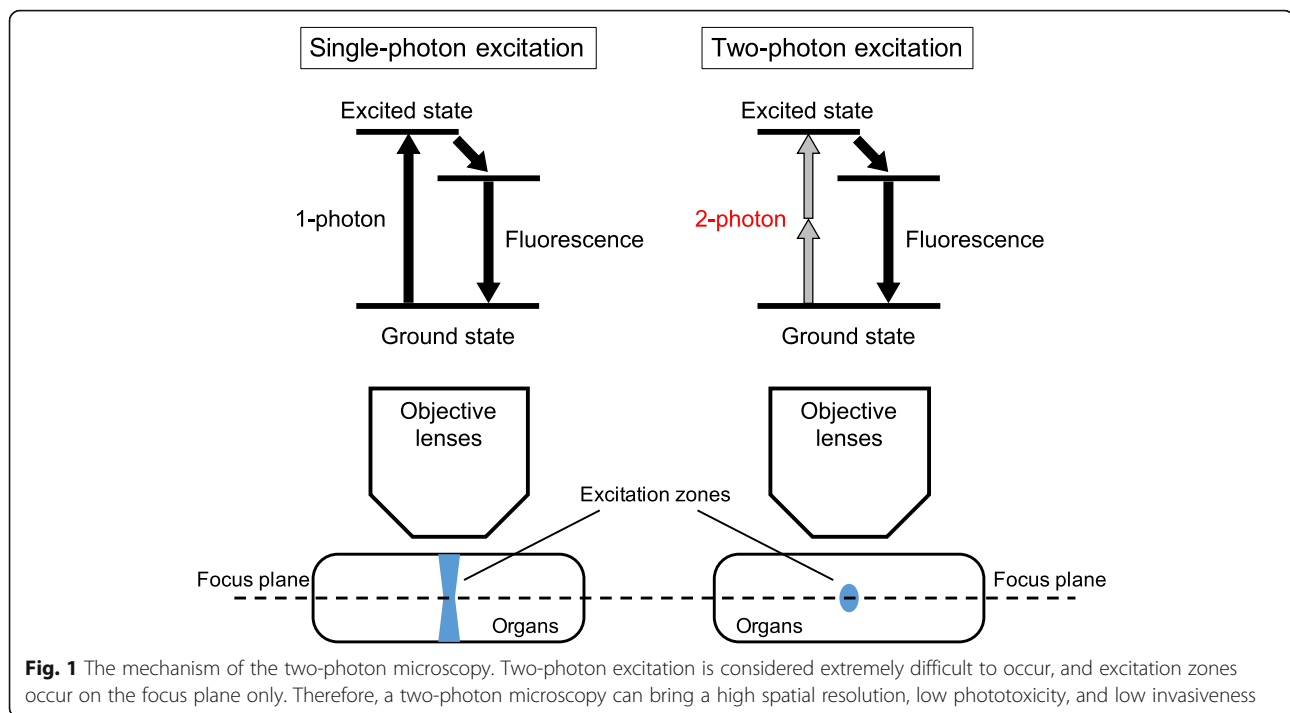 Single-photon excitation
Two-photon excitation
Excited state
1-photon
Fluorescence
Ground state
Excited state
2-photon
Fluorescence
Ground state
Objective
lenses
Objective
lenses
Excitation zones
Focus plane
Organs
Focus plane
Organs
Fig. 1 The mechanism of the two-photon microscopy. Two-photon excitation is considered extremely difficult to occur, and excitation zones
occur on the focus plane only. Therefore, a two-photon microscopy can bring a high spatial resolution, low phototoxicity, and low invasiveness